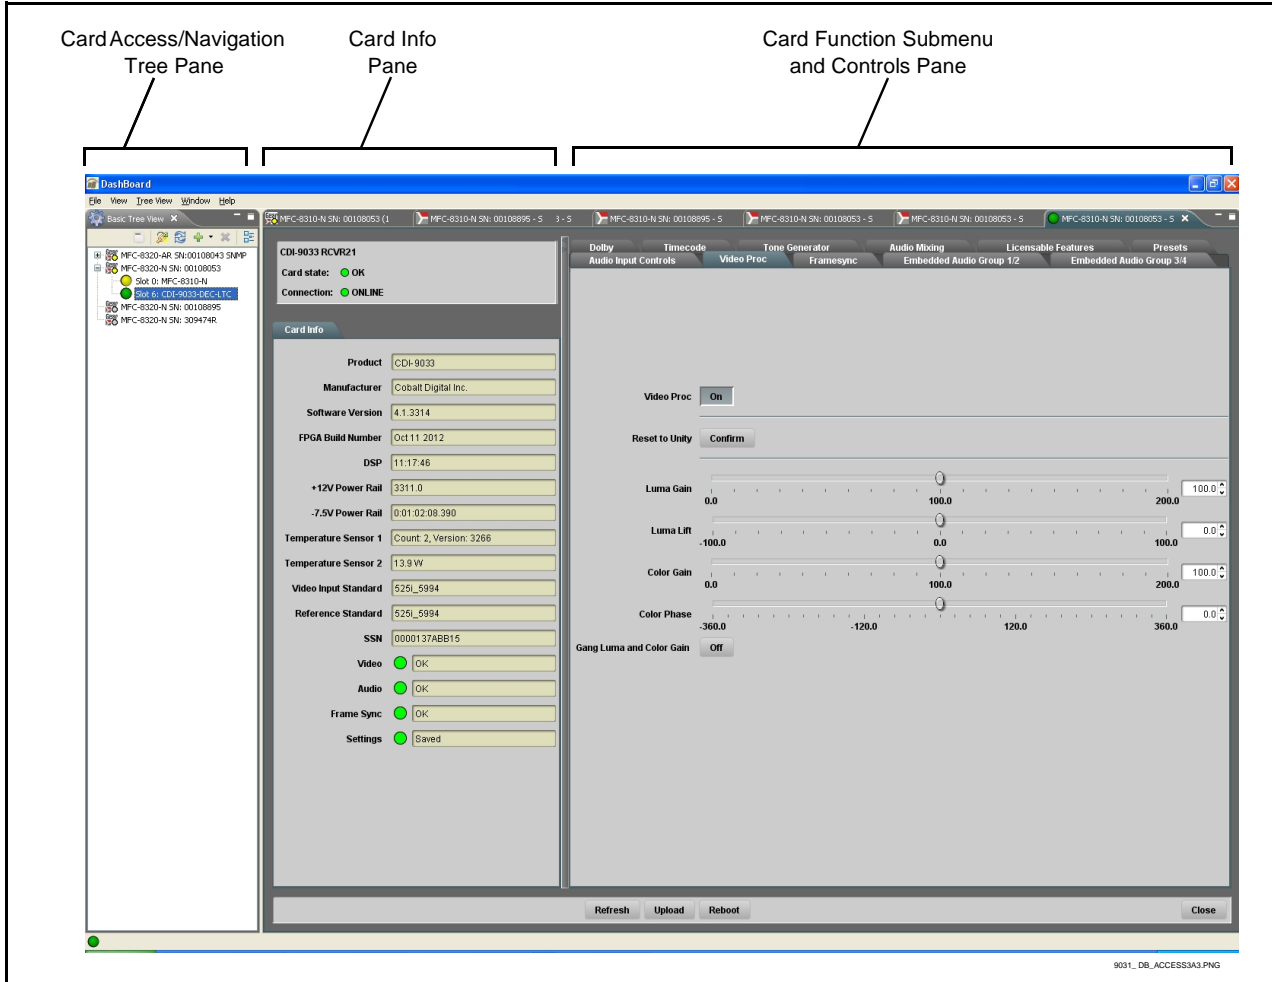 Card Access/Navigation
Tree Pane
Card Info
Pane
Card Function Submenu
and Controls Pane
DashBoard
File View Tree View Window Help
Basic Tree View
MFC-8310-N SN: 00108053 (1
MFC-8310-N SN: 00108895 - S
3 - S
MFC-8310-N SN: 00108895 - S
MFC-8310-N SN: 00108053 - S
MFC-8310-N SN: 00108053 - S
MFC-8310-N SN: 00108053 - S
MFC-8320-AR SN:00108043 SNMP
MFC-8320-N SN: 00108053
Slot 0: MFC-8310-N
Slot 6: CDI-9033-DEC-LTC
MFC-8320-N SN: 00108895
MFC-8320-N SN: 309474R
CDI-9033 RCVR21
Card state: OK
Connection: ONLINE
Card Info
Product CDI-9033
Manufacturer Cobalt Digital Inc.
Software Version 4.1.3314
FPGA Build Number Oct 11 2012
DSP 11:17:46
+12V Power Rail 3311.0
-7.5V Power Rail 0:01:02:08.390
Temperature Sensor 1 Count: 2, Version: 3266
Temperature Sensor 2 13.9 W
Video Input Standard 525i_5994
Reference Standard 525i_5994
SSN 0000137ABB15
Video OK
Audio OK
Frame Sync OK
Settings Saved
Dolby Timecode Tone Generator Audio Mixing Licensable Features Presets
Audio Input Controls Video Proc Framesync Embedded Audio Group 1/2 Embedded Audio Group 3/4
Video Proc On
Reset to Unity Confirm
Luma Gain 100.0
0.0 100.0 200.0
Luma Lift 0.0
-100.0 0.0 100.0
Color Gain 100.0
0.0 100.0 200.0
Color Phase 0.0
-360.0 -120.0 120.0 360.0
Gang Luma and Color Gain Off
Refresh Upload Reboot Close
9031_ DB_ACCESS3A3.PNG